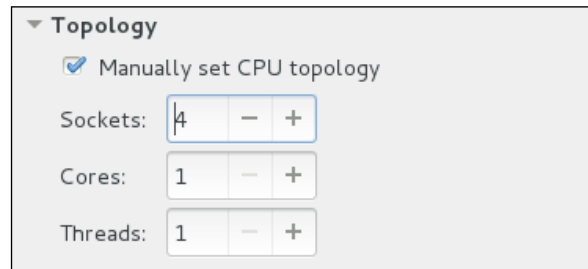 Topology
Manually set CPU topology
Sockets: 4 − +
Cores: 1 − +
Threads: 1 − +